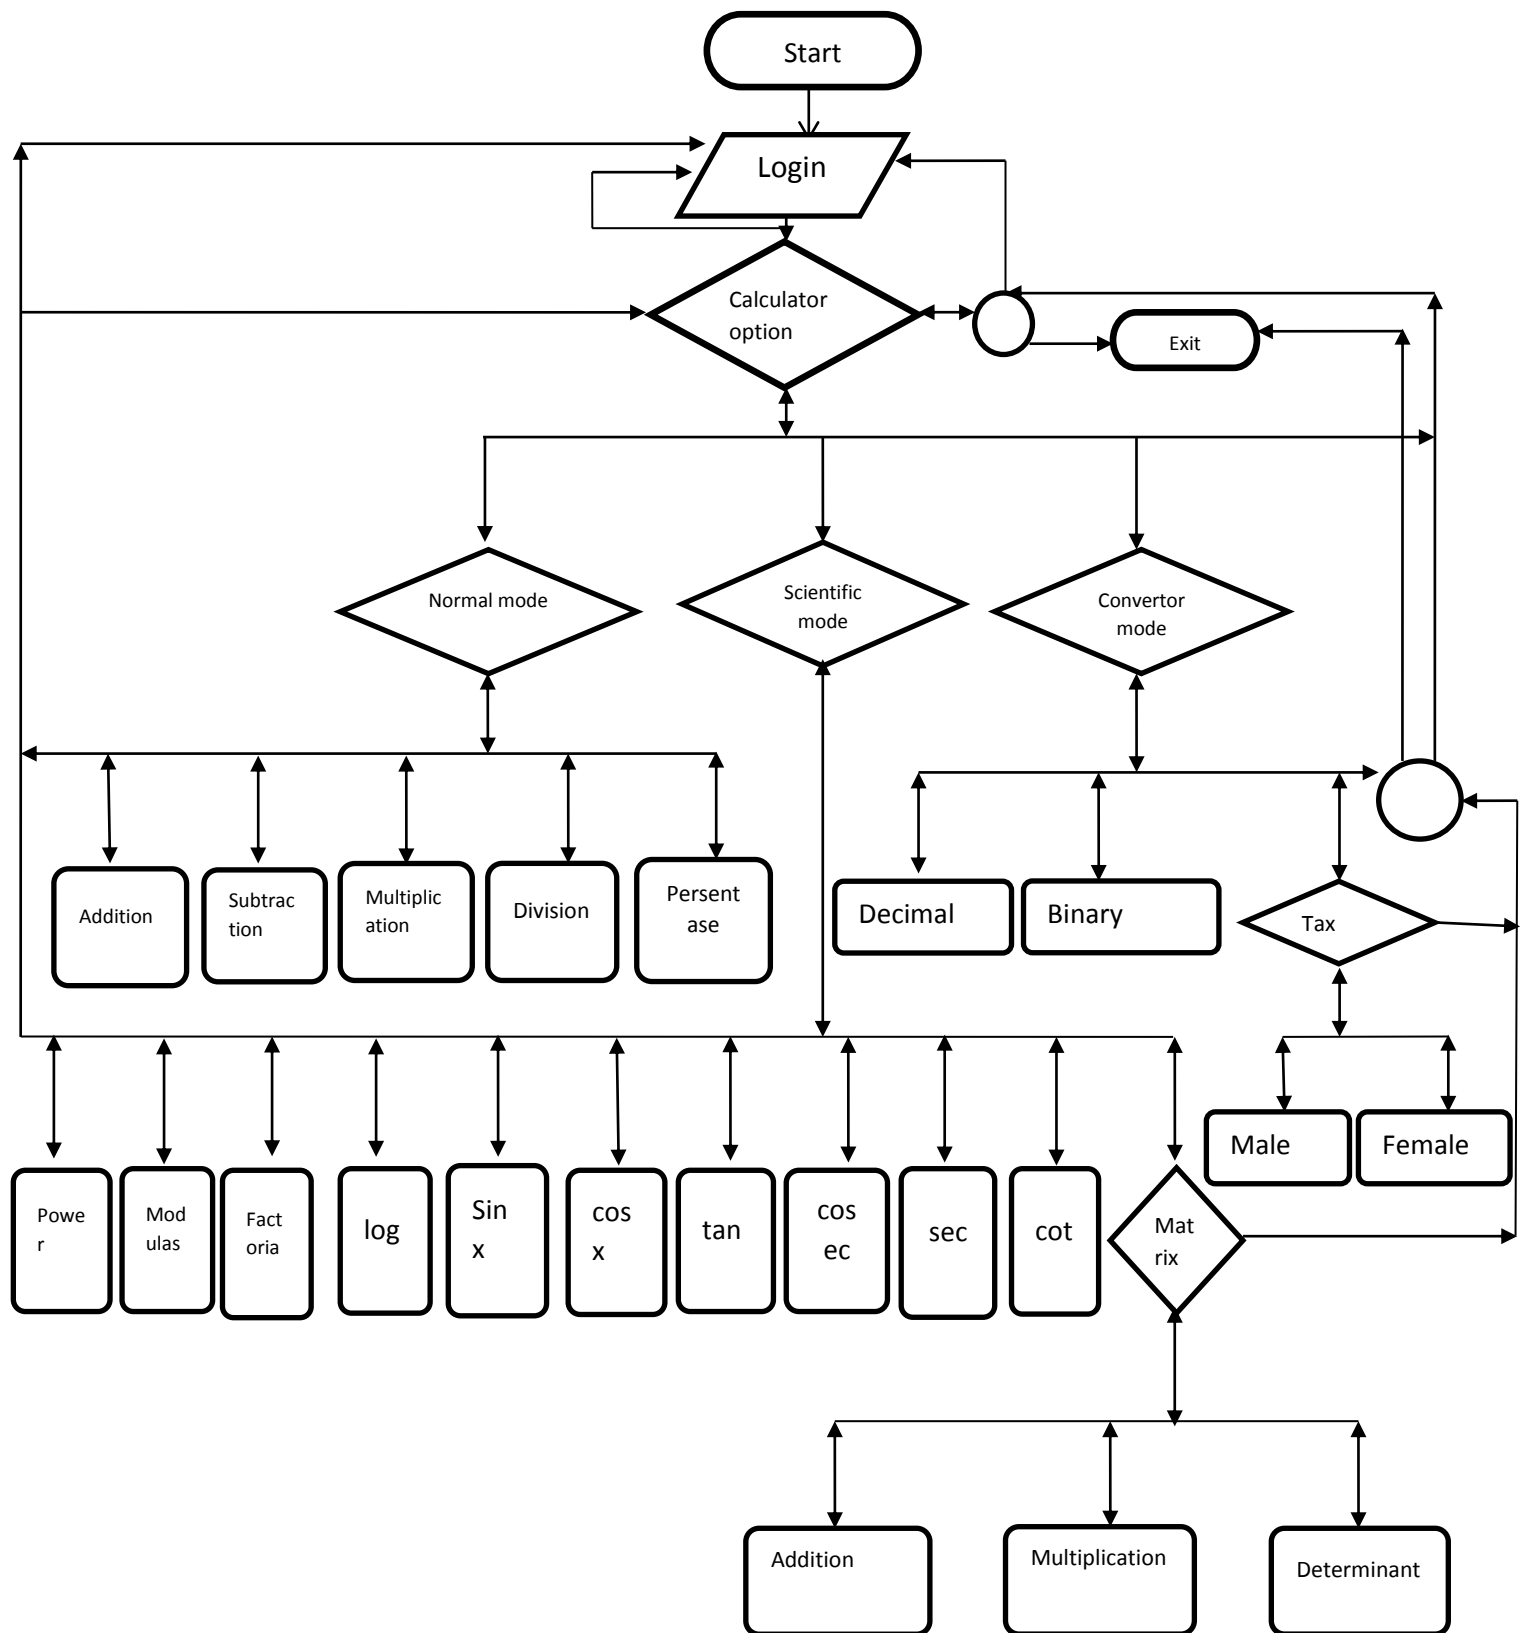 Start
Login
Calculator
option
Exit
Normal mode
Scientific
mode
Convertor
mode
Addition
Subtrac
tion
Multiplic
ation
Division
Persent
ase
Decimal
Binary
Tax
Male
Female
Powe
r
Mod
ulas
Fact
oria
log
Sin
x
cos
x
tan
cos
ec
sec
cot
Mat
rix
Addition
Multiplication
Determinant